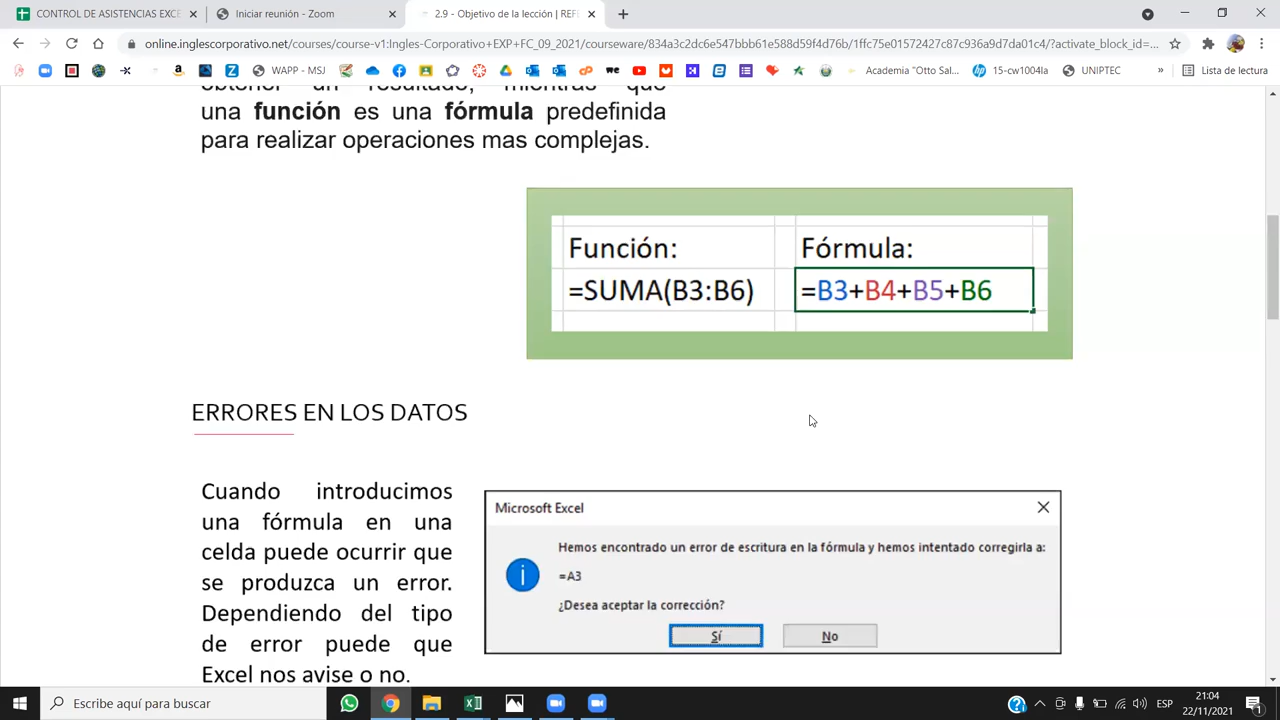 CONTROL DE ASISTENCIAS EXCE
Iniciar reunión - Zoom
2.9 - Objetivo de la lección | REFL
online.inglescorporativo.net/courses/course-v1:Ingles-Corporativo+EXP+FC_09_2021/courseware/834a3c2dc6e547bbb61e588d59f4d76b/1ffc75e01572427c87c936a9d7da01c4/?activate_block_id=...
WAPP - MSJ
Academia "Otto Sal...
15-cw1004la
UNIPTEC
»
Lista de lectura
obtener un resultado, mientras que
una función es una fórmula predefinida
para realizar operaciones mas complejas.
Función:
Fórmula:
=SUMA(B3:B6)
=B3+B4+B5+B6
ERRORES EN LOS DATOS
Cuando introducimos
una fórmula en una
celda puede ocurrir que
se produzca un error.
Dependiendo del tipo
de error puede que
Excel nos avise o no.
Microsoft Excel
Hemos encontrado un error de escritura en la fórmula y hemos intentado corregirla a:
=A3
¿Desea aceptar la corrección?
Sí
No
Escribe aquí para buscar
ESP
21:04
22/11/2021